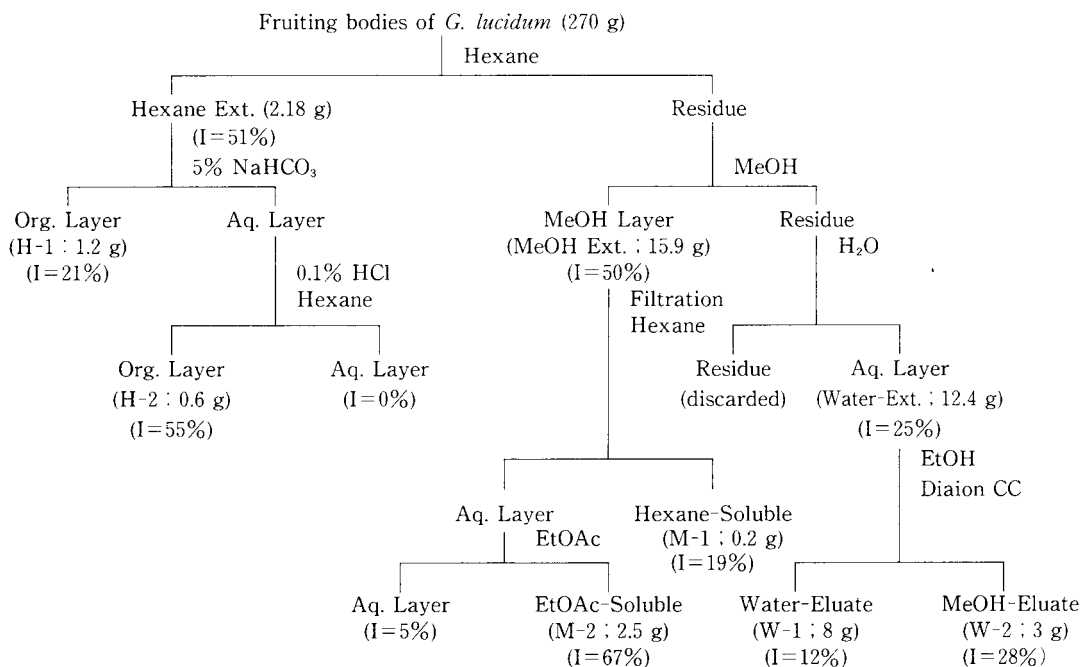 Fruiting bodies of G. lucidum (270 g)
Hexane
Hexane Ext. (2.18 g)
(I=51%)
5% NaHCO₃
Residue
MeOH
Org. Layer
(H-1 ; 1.2 g)
(I=21%)
Aq. Layer
0.1% HCl
Hexane
MeOH Layer
(MeOH Ext. ; 15.9 g)
(I=50%)
Filtration
Hexane
Residue
H₂O
Org. Layer
(H-2 ; 0.6 g)
(I=55%)
Aq. Layer
(I=0%)
Residue
(discarded)
Aq. Layer
(Water-Ext. ; 12.4 g)
(I=25%)
EtOH
Diaion CC
Aq. Layer
EtOAc
Hexane-Soluble
(M-1 ; 0.2 g)
(I=19%)
Aq. Layer
(I=5%)
EtOAc-Soluble
(M-2 ; 2.5 g)
(I=67%)
Water-Eluate
(W-1 ; 8 g)
(I=12%)
MeOH-Eluate
(W-2 ; 3 g)
(I=28%)